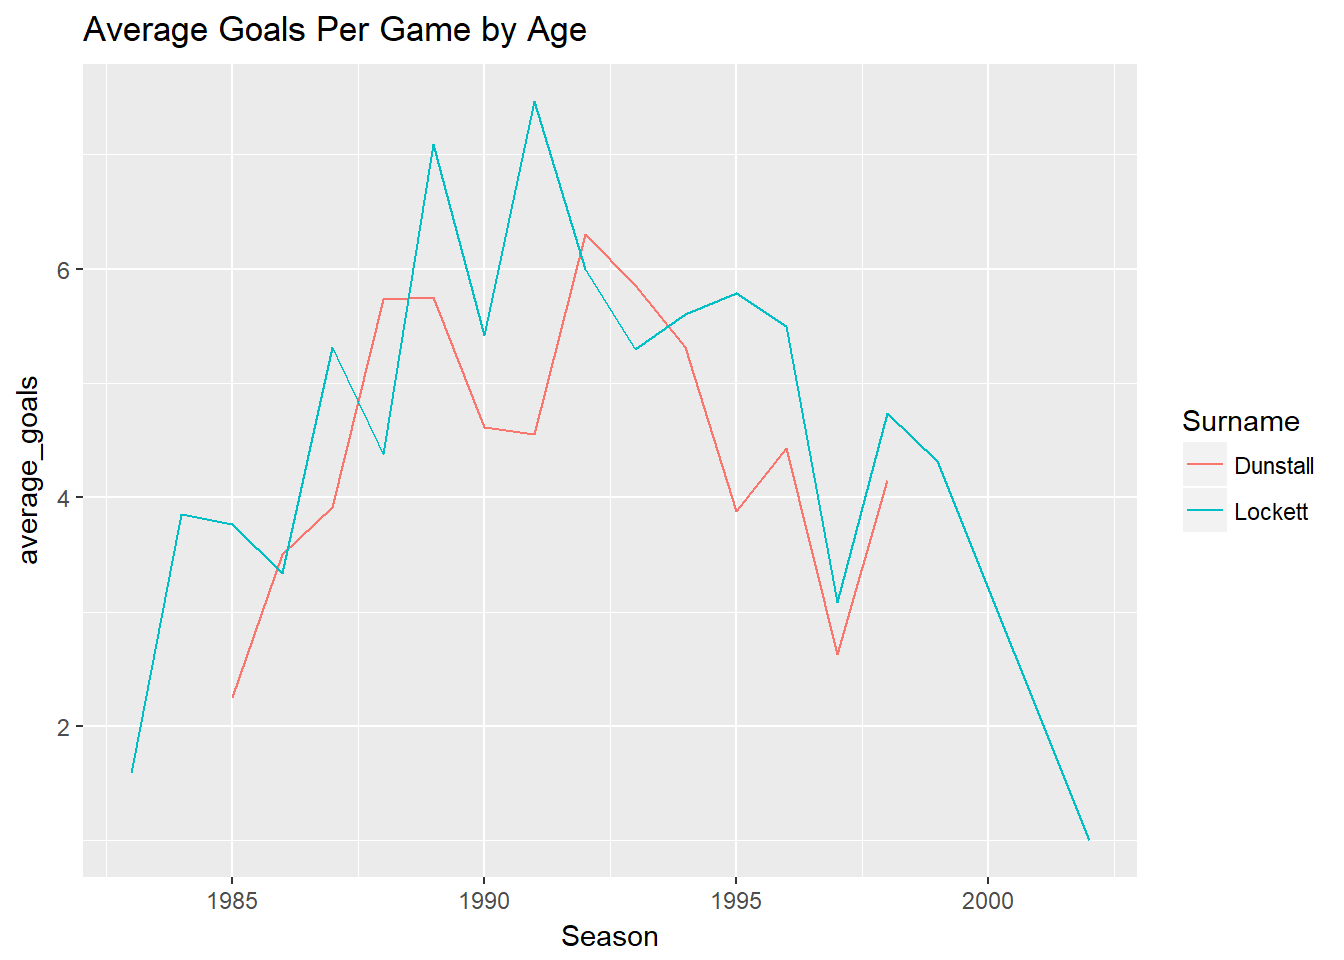 Average Goals Per Game by Age
average_goals
6
4
2
1985
1990
1995
2000
Season
Surname
Dunstall
Lockett